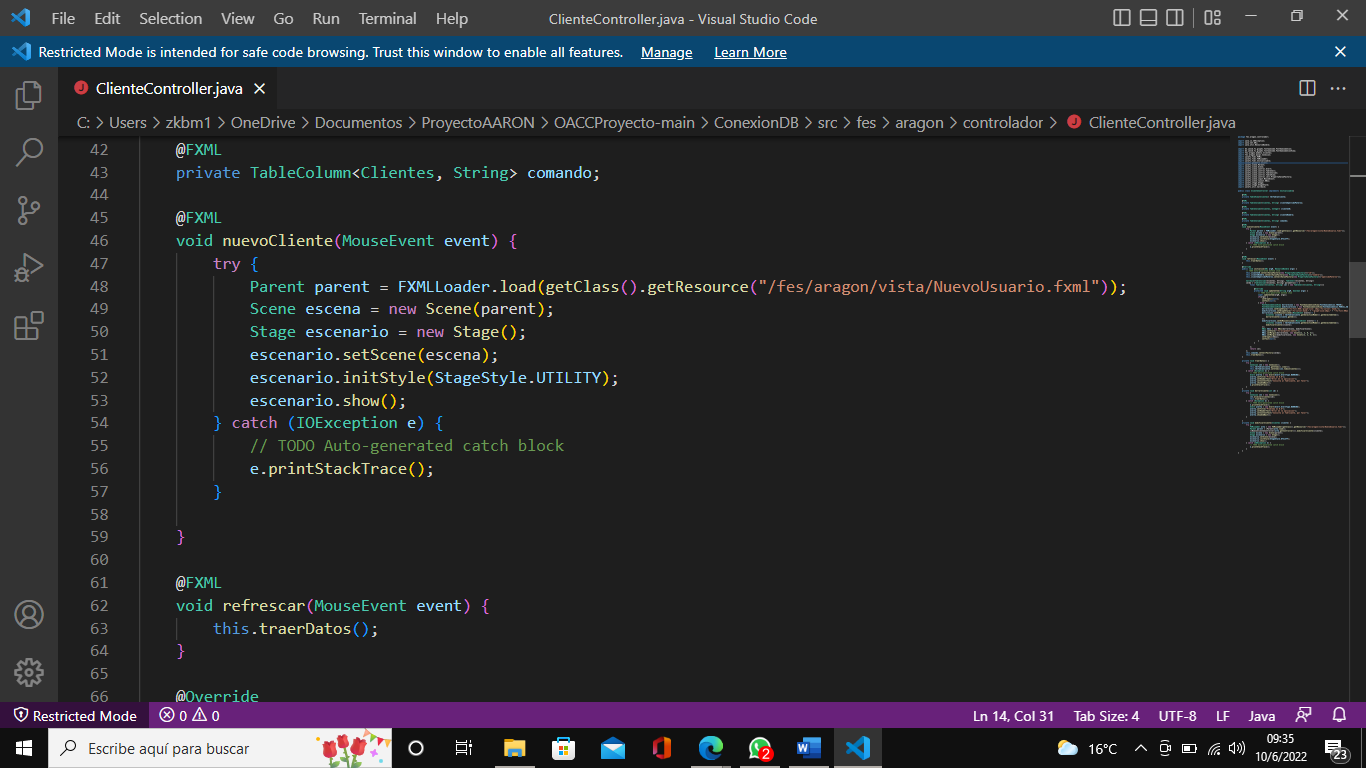 File Edit Selection View Go Run Terminal Help ClienteController.java - Visual Studio Code
Restricted Mode is intended for safe code browsing. Trust this window to enable all features. Manage Learn More
ClienteController.java
C: > Users > zkbm1 > OneDrive > Documentos > ProyectoAARON > OACCProyecto-main > ConexionDB > src > fes > aragon > controlador > ClienteController.java
42 @FXML
43 private TableColumn<Clientes, String> comando;
44
45 @FXML
46 void nuevoCliente(MouseEvent event) {
47 try {
48 Parent parent = FXMLLoader.load(getClass().getResource("/fes/aragon/vista/NuevoUsuario.fxml"));
49 Scene escena = new Scene(parent);
50 Stage escenario = new Stage();
51 escenario.setScene(escena);
52 escenario.initStyle(StageStyle.UTILITY);
53 escenario.show();
54 } catch (IOException e) {
55 // TODO Auto-generated catch block
56 e.printStackTrace();
57 }
58
59 }
60
61 @FXML
62 void refrescar(MouseEvent event) {
63 this.traerDatos();
64 }
65
66 @Override
Restricted Mode 0 0 Ln 14, Col 31 Tab Size: 4 UTF-8 LF Java
Escribe aquí para buscar 2 16°C 09:35
10/6/2022 23